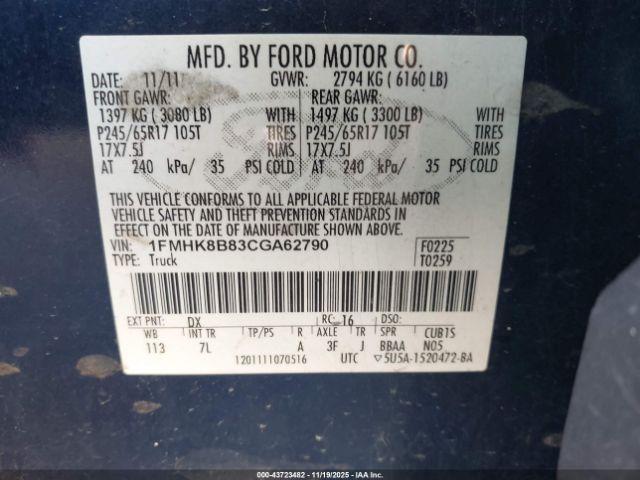 MFD. BY FORD MOTOR CO.
DATE: 11/11 GVWR: 2794 KG ( 6160 LB)
FRONT GAWR: REAR GAWR:
1397 KG ( 3080 LB) WITH 1497 KG ( 3300 LB) WITH
P245/65R17 105T TIRES P245/65R17 105T TIRES
17X7.5J RIMS 17X7.5J RIMS
AT 240 kPa/ 35 PSI COLD AT 240 kPa/ 35 PSI COLD
THIS VEHICLE CONFORMS TO ALL APPLICABLE FEDERAL MOTOR
VEHICLE SAFETY AND THEFT PREVENTION STANDARDS IN
EFFECT ON THE DATE OF MANUFACTURE SHOWN ABOVE.
VIN: 1FMHK8B83CGA62790 F0225
TYPE: Truck T0259
EXT PNT: DX RC: 16 DSO:
WB INT TR TP/PS R AXLE TR SPR CUBTS
113 7L A 3F J BBAA N05
1201111070516 UTC ▽5U5A-1520472-BA
00-43723482 - 11/19/2025 - IAAI.com